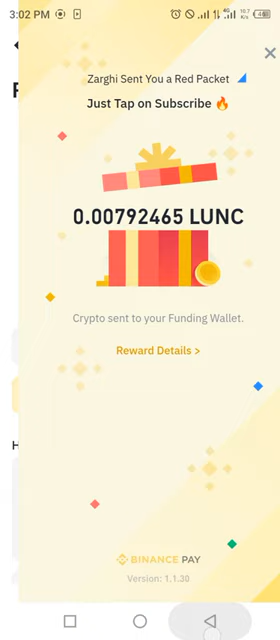 3:02 PM
Zarghi Sent You a Red Packet
Just Tap on Subscribe 🔥
0.00792465 LUNC
Crypto sent to your Funding Wallet.
Reward Details >
BINANCE PAY
Version: 1.1.30